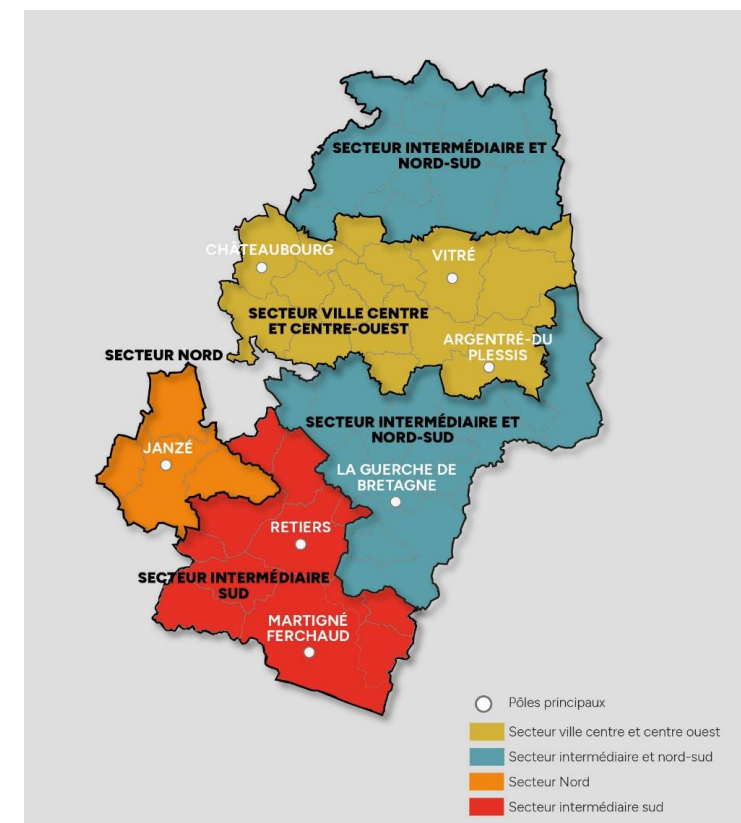 SECTEUR INTERMÉDIAIRE ET
NORD-SUD
CHÂTEAUBOURG
VITRÉ
SECTEUR VILLE CENTRE
ET CENTRE-OUEST
ARGENTRÉ-DU
PLESSIS
SECTEUR NORD
SECTEUR INTERMÉDIAIRE ET
NORD-SUD
JANZÉ
LA GUERCHE DE
BRETAGNE
RETIERS
SECTEUR INTERMÉDIAIRE
SUD
MARTIGNÉ
FERCHAUD
Pôles principaux
Secteur ville centre et centre ouest
Secteur intermédiaire et nord-sud
Secteur Nord
Secteur intermédiaire sud